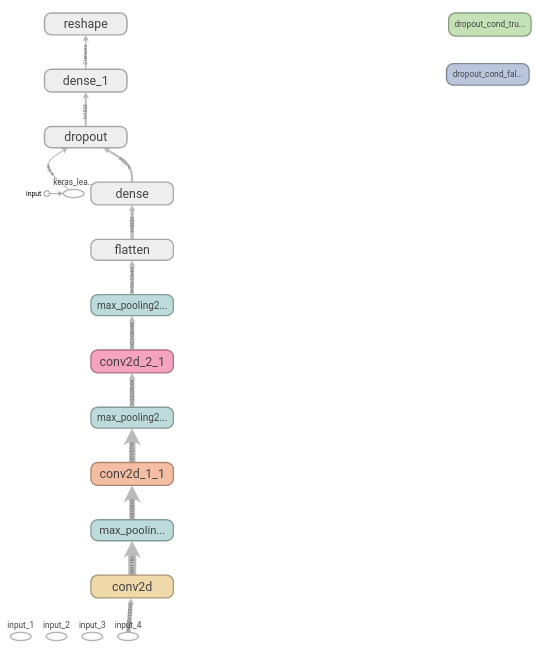 reshape
dropout_cond_tru...
dense_1
dropout_cond_fal...
dropout
keras_lea...
input
dense
flatten
max_pooling2...
conv2d_2_1
max_pooling2...
conv2d_1_1
max_poolin...
conv2d
input_1
input_2
input_3
input_4